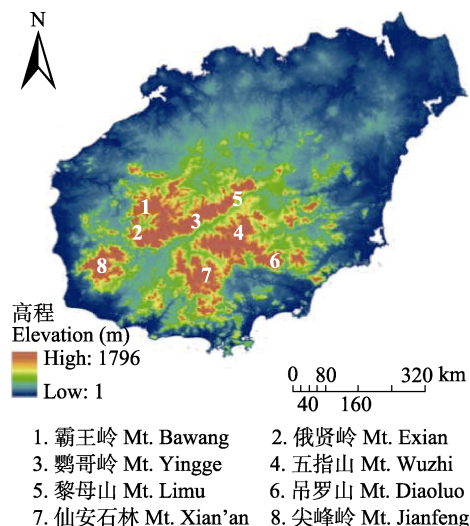 N
1
2
3
4
5
6
7
8
高程
Elevation (m)
High: 1796
Low: 1
0 80 320 km
40 160
1. 霸王岭 Mt. Bawang 2. 俄贤岭 Mt. Exian
3. 鹦哥岭 Mt. Yingge 4. 五指山 Mt. Wuzhi
5. 黎母山 Mt. Limu 6. 吊罗山 Mt. Diaoluo
7. 仙安石林 Mt. Xian'an 8. 尖峰岭 Mt. Jianfeng